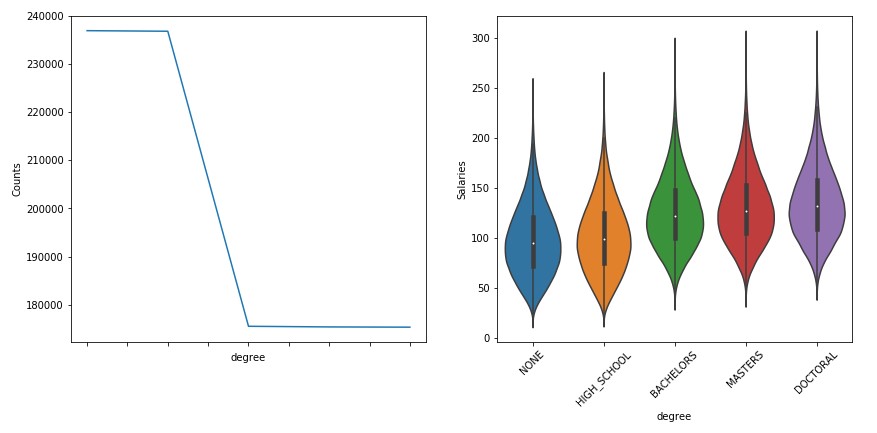 240000
230000
220000
210000
200000
190000
180000
Counts
degree
300
250
200
150
100
50
0
Salaries
NONE
HIGH_SCHOOL
BACHELORS
MASTERS
DOCTORAL
degree